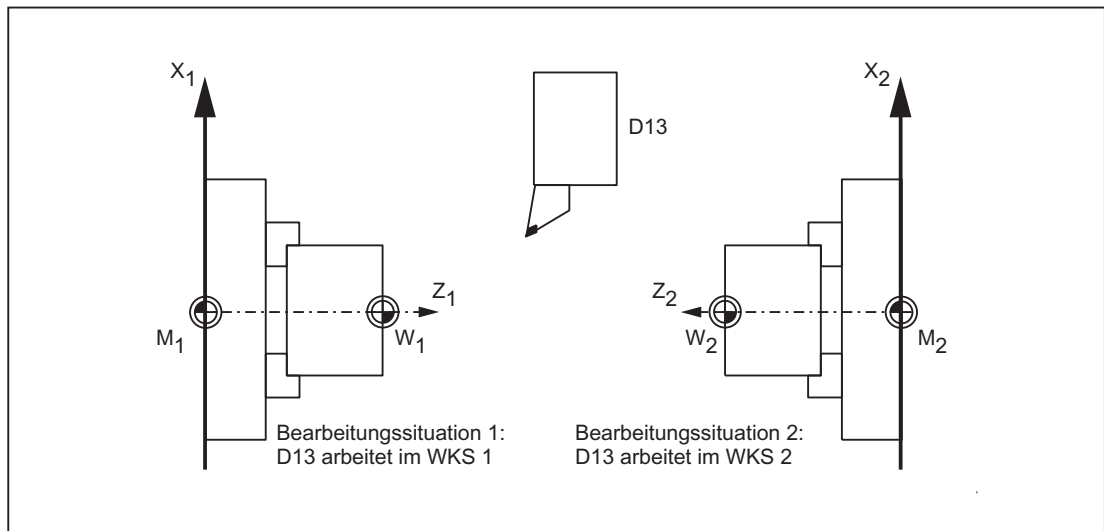 X1
X2
D13
Z1
Z2
M1
W1
W2
M2
Bearbeitungssituation 1:
D13 arbeitet im WKS 1
Bearbeitungssituation 2:
D13 arbeitet im WKS 2